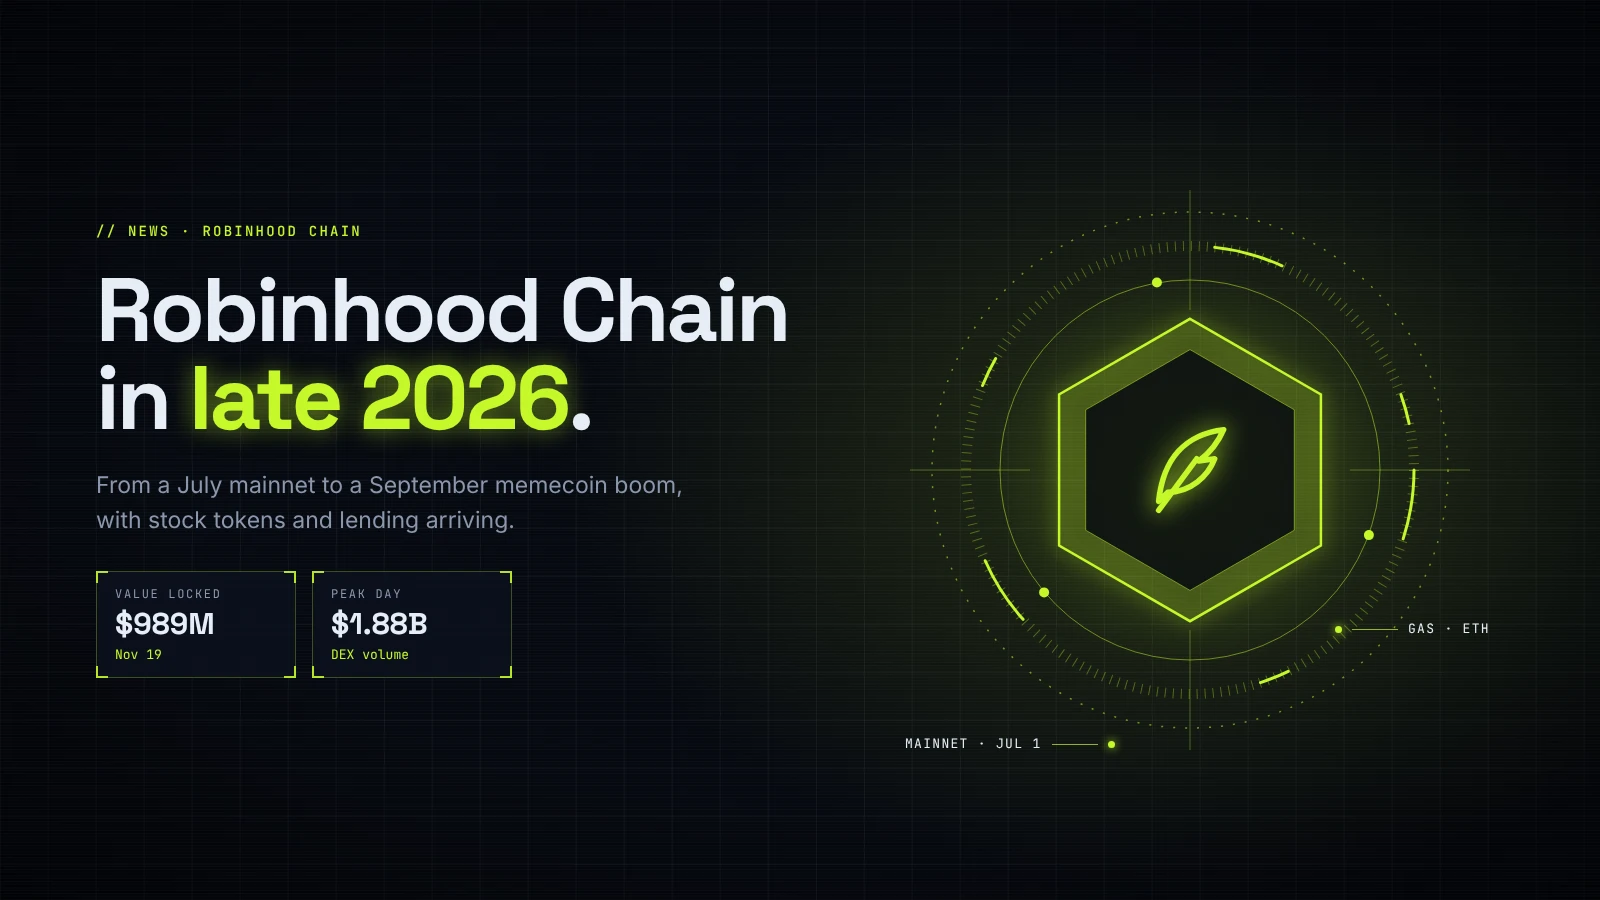 // NEWS · ROBINHOOD CHAIN
Robinhood Chain
in late 2026.
From a July mainnet to a September memecoin boom,
with stock tokens and lending arriving.
VALUE LOCKED
$989M
Nov 19
PEAK DAY
$1.88B
DEX volume
GAS · ETH
MAINNET · JUL 1